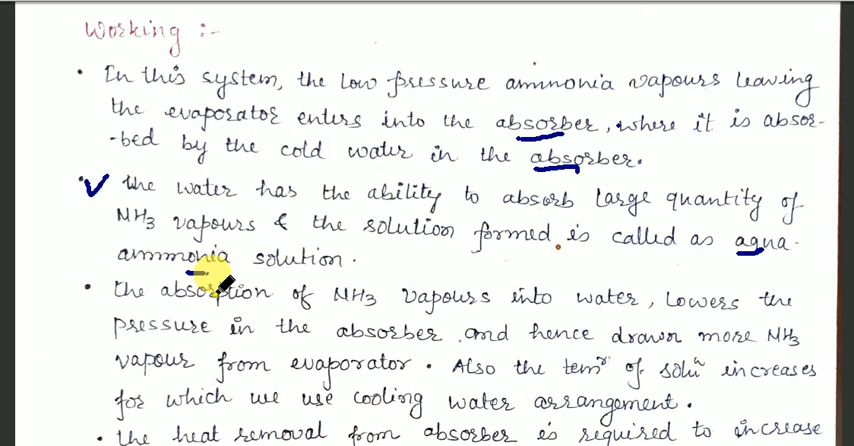 Working :-
• In this system, the low pressure ammonia vapours leaving
the evaporator enters into the absorber, where it is absor-
-bed by the cold water in the absorber.
• The water has the ability to absorb large quantity of
NH3 vapours & the solution formed is called as aqua-
ammonia solution.
• The absorption of NH3 vapours into water, lowers the
pressure in the absorber and hence drawn more NH3
vapour from evaporator. Also the temr of solun increases
for which we use cooling water arrangement.
• The heat removal from absorber is required to increase